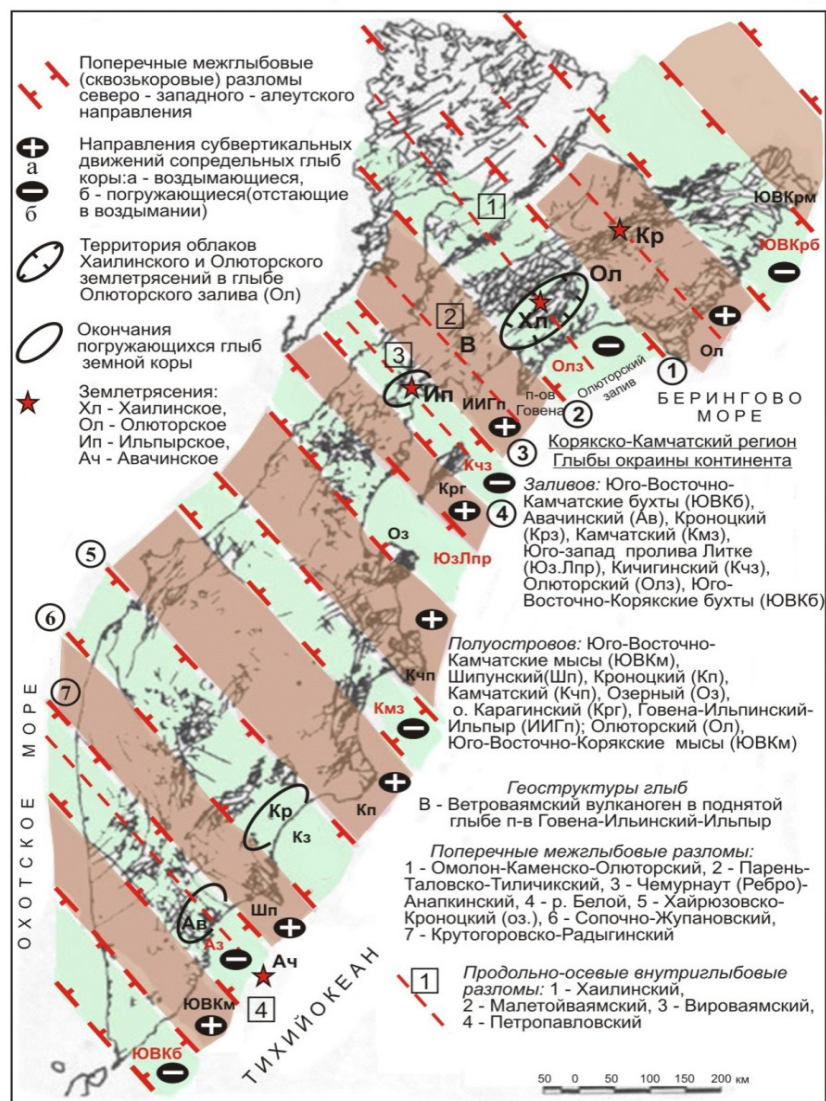 Поперечные межглыбовые
(сквозькоровые) разломы
северо - западного - алеутского
направления
а
б
Направления субвертикальных
движений сопредельных глыб
коры:а - воздымающиеся,
б - погружающиеся(отстающие
в воздымании)
Территория облаков
Хаилинского и Олюторского
землетрясений в глыбе
Олюторского залива (Ол)
Окончания
погружающихся глыб
земной коры
Землетрясения:
Хл - Хаилинское,
Ол - Олюторское
Ип - Ильпырское,
Ач - Авачинское
ЮВКрм
ЮВКрб
1
Кр
Ол
Хл
2
В
3
Ип
ИИГп
Олз
п-ов
Говена
Олюторский
залив
Ол
1
2
3
4
БЕРИНГОВО
МОРЕ
Кчз
Крг
Оз
ЮзЛпр
Кчп
Кмз
Кп
Кр
Кз
Шп
Ав
Аз
Ач
4
ЮВКм
ЮВКб
5
6
7
ОХОТСКОЕ МОРЕ
ТИХИЙОКЕАН
Корякско-Камчатский регион
Глыбы окраины континента
Заливов: Юго-Восточно-
Камчатские бухты (ЮВКб),
Авачинский (Ав), Кроноцкий
(Крз), Камчатский (Кмз),
Юго-запад пролива Литке
(Юз.Лпр), Кичигинский (Кчз),
Олюторский (Олз), Юго-
Восточно-Корякские бухты (ЮВКб)
Полуостровов: Юго-Восточно-
Камчатские мысы (ЮВКм),
Шипунский(Шп), Кроноцкий (Кп),
Камчатский (Кчп), Озерный (Оз),
о. Карагинский (Крг), Говена-Ильпинский-
Ильпыр (ИИГп); Олюторский (Ол),
Юго-Восточно-Корякские мысы (ЮВКм)
Геоструктуры глыб
В - Ветроваямский вулканоген в поднятой
глыбе п-в Говена-Ильинский-Ильпыр
Поперечные межглыбовые разломы:
1 - Омолон-Каменско-Олюторский, 2 - Парень-
Таловско-Тиличикский, 3 - Чемурнаут (Ребро)-
Анапкинский, 4 - р. Белой, 5 - Хайрюзовско-
Кроноцкий (оз.), 6 - Сопочно-Жупановский,
7 - Крутогоровско-Радыгинский
1
Продольно-осевые внутриглыбовые
разломы: 1 - Хаилинский,
2 - Малетойваямский, 3 - Вироваямский,
4 - Петропавловский
50 0 50 100 150 200 км